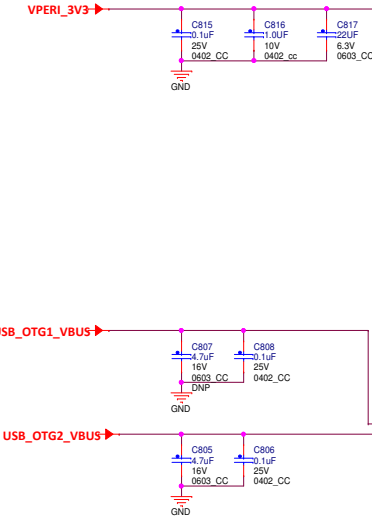 VPERI_3V3
C815
0.1uF
25V
0402_CC
C816
1.0UF
10V
0402_cc
C817
22UF
6.3V
0603_CC
GND
USB_OTG1_VBUS
C807
4.7uF
16V
0603_CC
DNP
C808
0.1uF
25V
0402_CC
GND
USB_OTG2_VBUS
C805
4.7uF
16V
0603_CC
C806
0.1uF
25V
0402_CC
GND